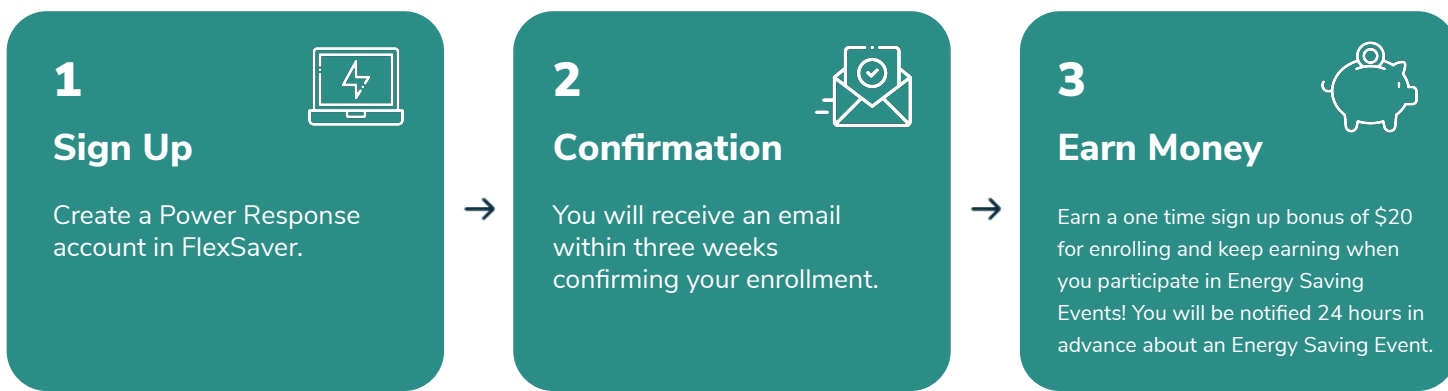 1
Sign Up
Create a Power Response
account in FlexSaver.
2
Confirmation
You will receive an email
within three weeks
confirming your enrollment.
3
Earn Money
Earn a one time sign up bonus of $20
for enrolling and keep earning when
you participate in Energy Saving
Events! You will be notified 24 hours in
advance about an Energy Saving Event.